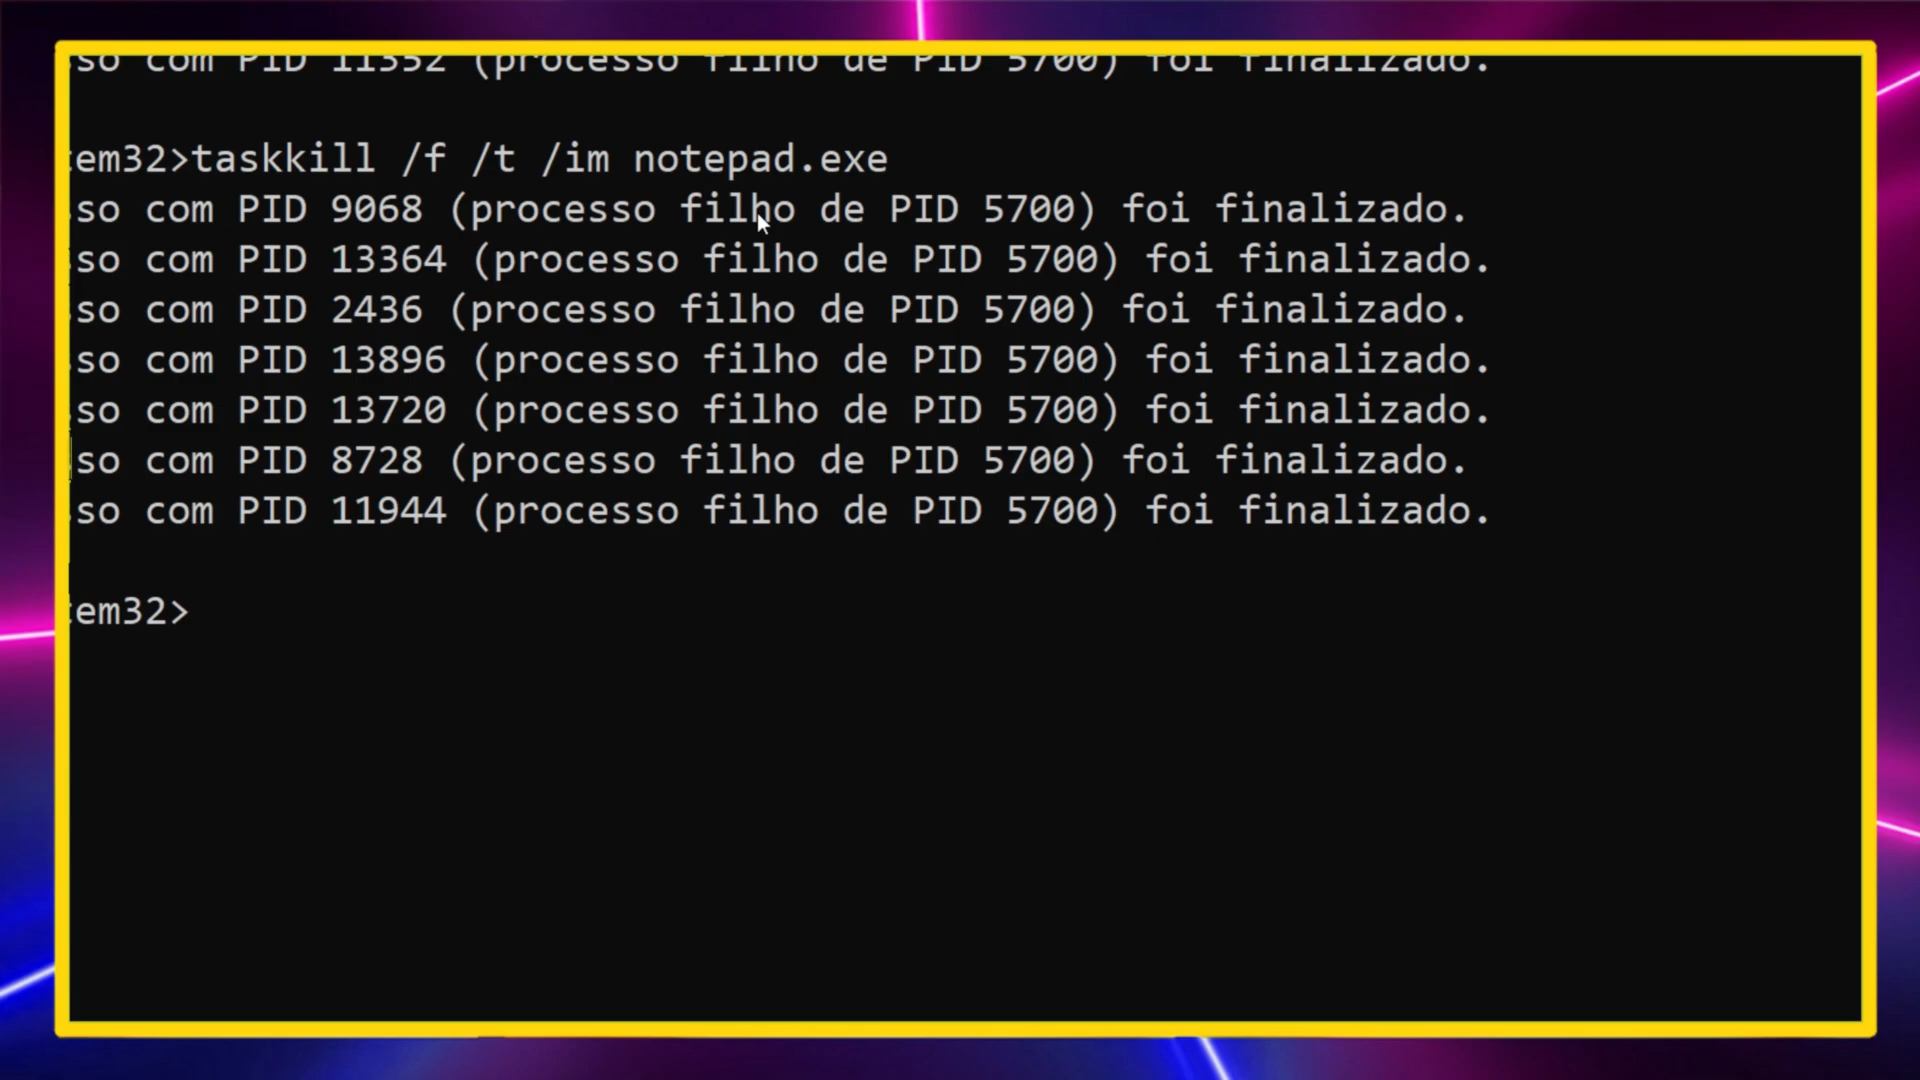 so com PID 11352 (processo filho de PID 5700) foi finalizado.
em32>taskkill /f /t /im notepad.exe
so com PID 9068 (processo filho de PID 5700) foi finalizado.
so com PID 13364 (processo filho de PID 5700) foi finalizado.
so com PID 2436 (processo filho de PID 5700) foi finalizado.
so com PID 13896 (processo filho de PID 5700) foi finalizado.
so com PID 13720 (processo filho de PID 5700) foi finalizado.
so com PID 8728 (processo filho de PID 5700) foi finalizado.
so com PID 11944 (processo filho de PID 5700) foi finalizado.
em32>